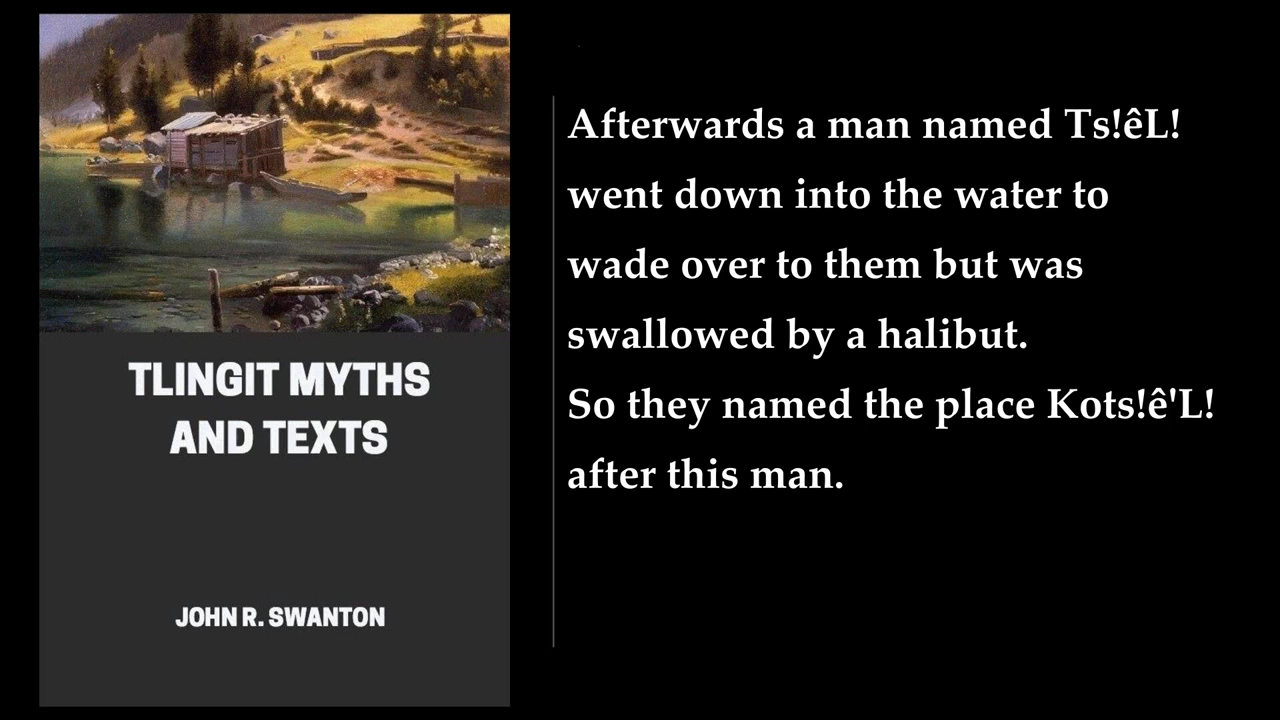 TLINGIT MYTHS
AND TEXTS
JOHN R. SWANTON
Afterwards a man named Ts!êL!
went down into the water to
wade over to them but was
swallowed by a halibut.
So they named the place Kots!ê'L!
after this man.